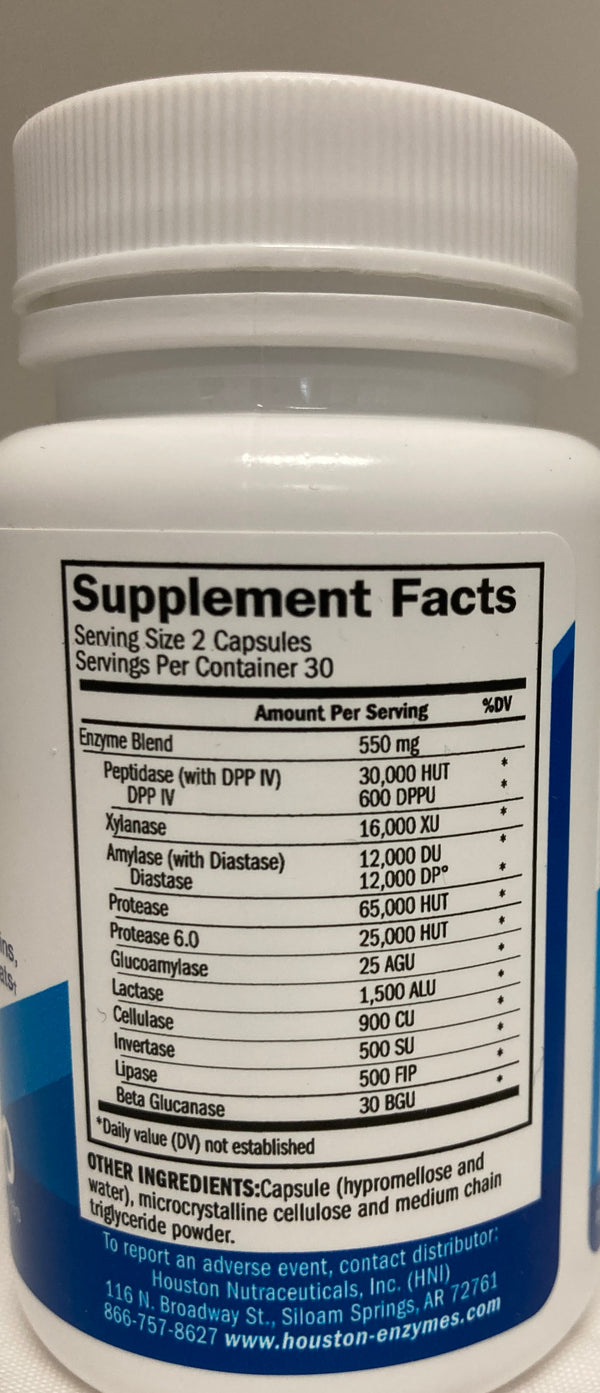 Supplement Facts
Serving Size 2 Capsules
Servings Per Container 30
Amount Per Serving %DV
Enzyme Blend 550 mg
Peptidase (with DPP IV) 30,000 HUT *
DPP IV 600 DPPU *
Xylanase 16,000 XU *
Amylase (with Diastase) 12,000 DU *
Diastase 12,000 DP° *
Protease 65,000 HUT *
Protease 6.0 25,000 HUT *
Glucoamylase 25 AGU *
Lactase 1,500 ALU *
Cellulase 900 CU *
Invertase 500 SU *
Lipase 500 FIP *
Beta Glucanase 30 BGU *
*Daily value (DV) not established
OTHER INGREDIENTS:Capsule (hypromellose and
water), microcrystalline cellulose and medium chain
triglyceride powder.
To report an adverse event, contact distributor:
Houston Nutraceuticals, Inc. (HNI)
116 N. Broadway St., Siloam Springs, AR 72761
866-757-8627 www.houston-enzymes.com